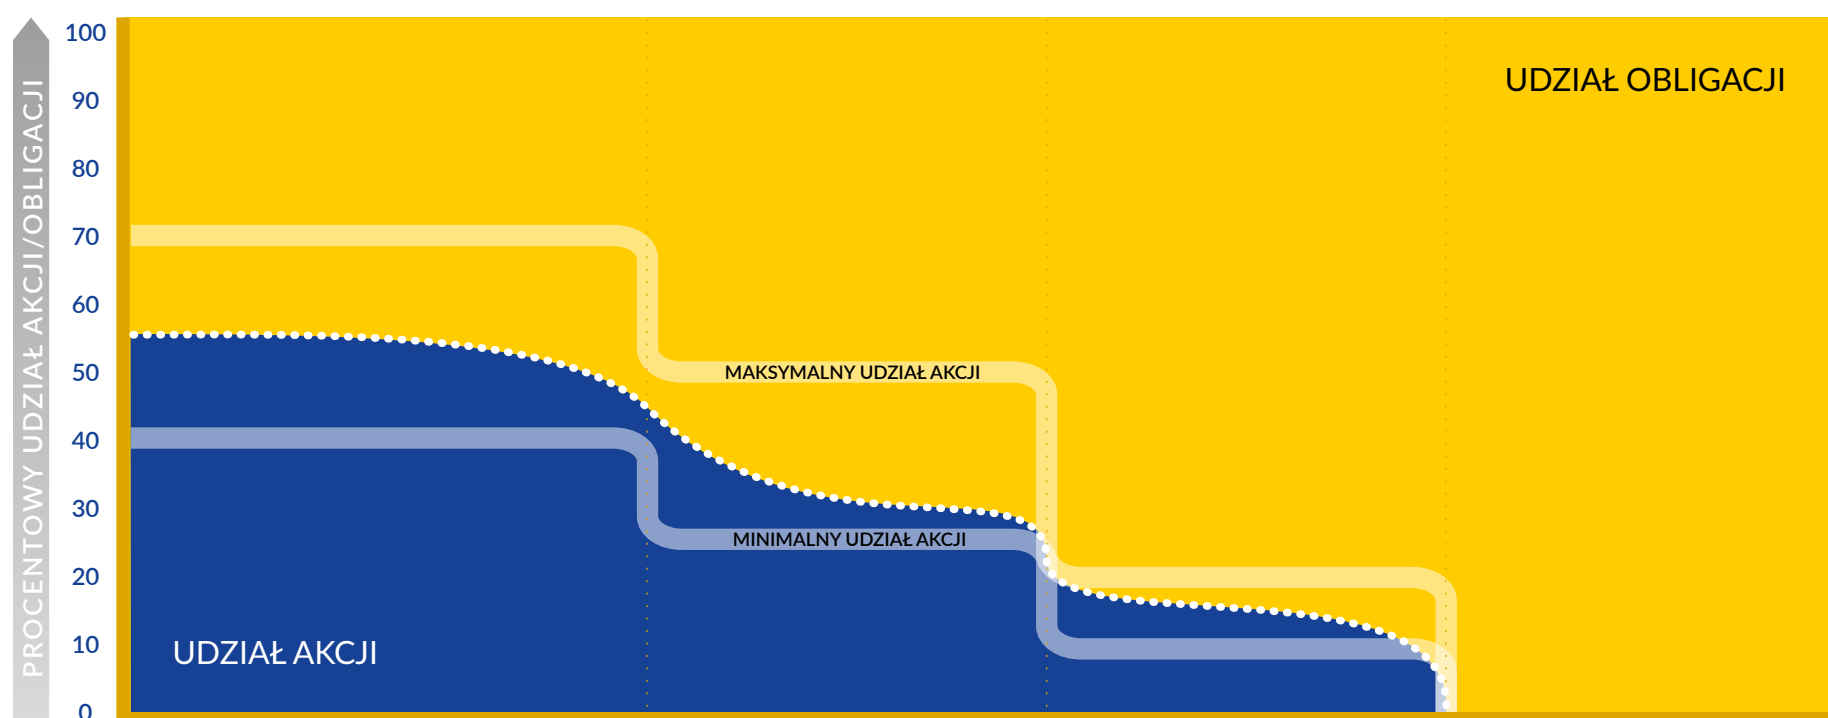 PROCENTOWY UDZIAŁ AKCJI/OBLIGACJI
100
90
80
70
60
50
40
30
20
10
0
UDZIAŁ OBLIGACJI
MAKSYMALNY UDZIAŁ AKCJI
MINIMALNY UDZIAŁ AKCJI
UDZIAŁ AKCJI